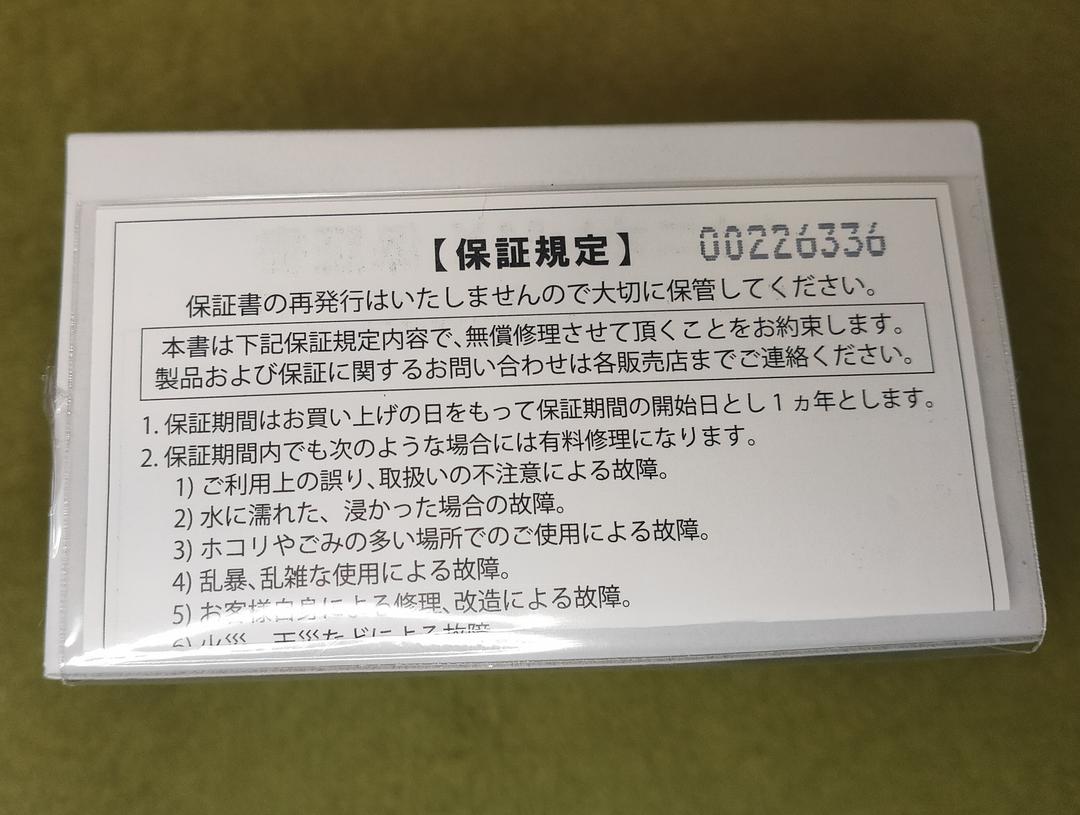 【保証規定】 00226336
保証書の再発行はいたしませんので大切に保管してください。
本書は下記保証規定内容で、無償修理させて頂くことをお約束します。
製品および保証に関するお問い合わせは各販売店までご連絡ください。
1. 保証期間はお買い上げの日をもって保証期間の開始日とし１ヵ年とします。
2. 保証期間内でも次のような場合には有料修理になります。
1) ご利用上の誤り、取扱いの不注意による故障。
2) 水に濡れた、浸かった場合の故障。
3) ホコリやごみの多い場所でのご使用による故障。
4) 乱暴、乱雑な使用による故障。
5) お客様自身による修理、改造による故障。
6) 火災、天災などによる故障